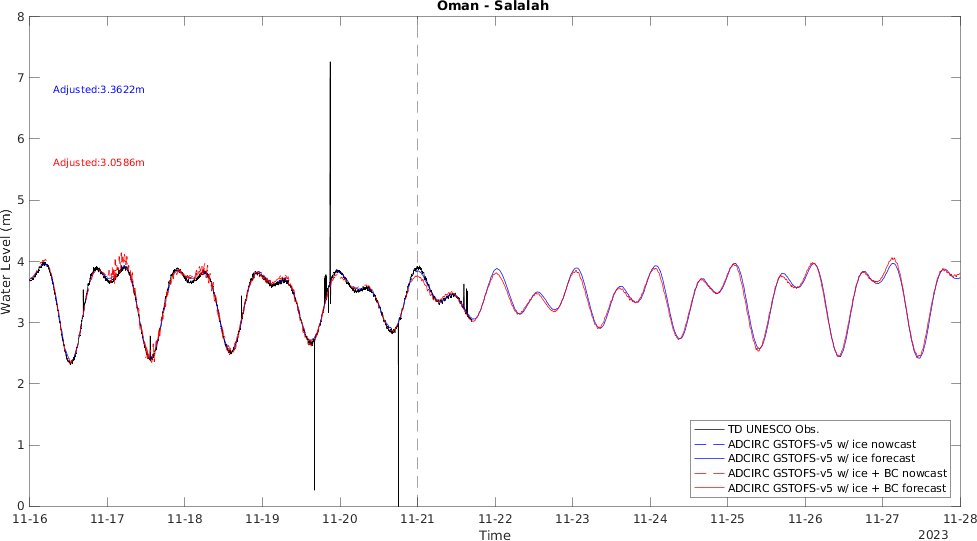 Oman - Salalah
8
7
6
5
4
3
2
1
0
Water Level (m)
Adjusted:3.3622m
Adjusted:3.0586m
TD UNESCO Obs.
ADCIRC GSTOFS-v5 w/ ice nowcast
ADCIRC GSTOFS-v5 w/ ice forecast
ADCIRC GSTOFS-v5 w/ ice + BC nowcast
ADCIRC GSTOFS-v5 w/ ice + BC forecast
11-16 11-17 11-18 11-19 11-20 11-21 11-22 11-23 11-24 11-25 11-26 11-27 11-28
Time
2023